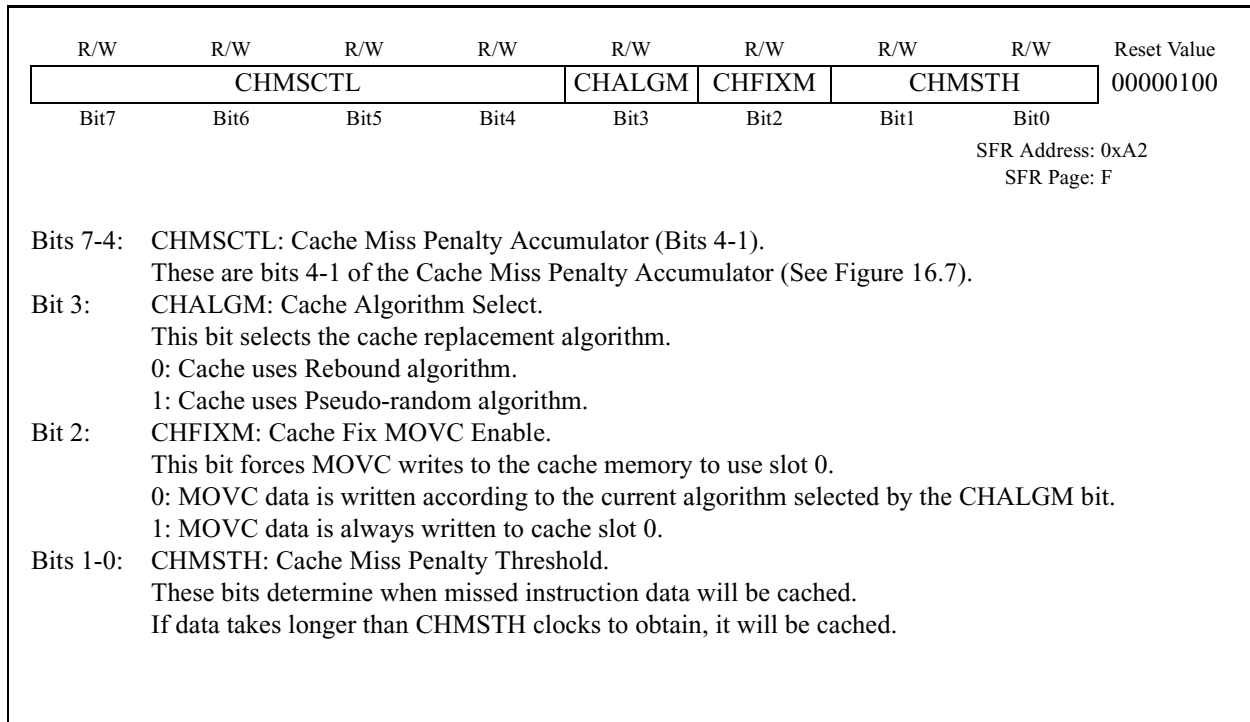 R/W R/W R/W R/W R/W R/W R/W R/W Reset Value
CHMSCTL CHALGM CHFIXM CHMSTH 00000100
Bit7 Bit6 Bit5 Bit4 Bit3 Bit2 Bit1 Bit0
SFR Address: 0xA2
SFR Page: F
Bits 7-4: CHMSCTL: Cache Miss Penalty Accumulator (Bits 4-1).
These are bits 4-1 of the Cache Miss Penalty Accumulator (See Figure 16.7).
Bit 3: CHALGM: Cache Algorithm Select.
This bit selects the cache replacement algorithm.
0: Cache uses Rebound algorithm.
1: Cache uses Pseudo-random algorithm.
Bit 2: CHFIXM: Cache Fix MOVC Enable.
This bit forces MOVC writes to the cache memory to use slot 0.
0: MOVC data is written according to the current algorithm selected by the CHALGM bit.
1: MOVC data is always written to cache slot 0.
Bits 1-0: CHMSTH: Cache Miss Penalty Threshold.
These bits determine when missed instruction data will be cached.
If data takes longer than CHMSTH clocks to obtain, it will be cached.